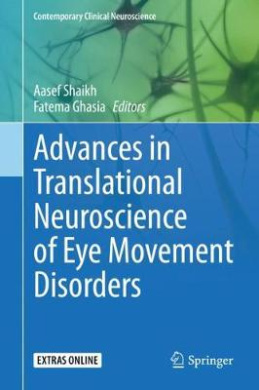 Contemporary Clinical Neuroscience
Aasef Shaikh
Fatema Ghasia Editors
Advances in
Translational
Neuroscience
of Eye Movement
Disorders
EXTRAS ONLINE
Springer